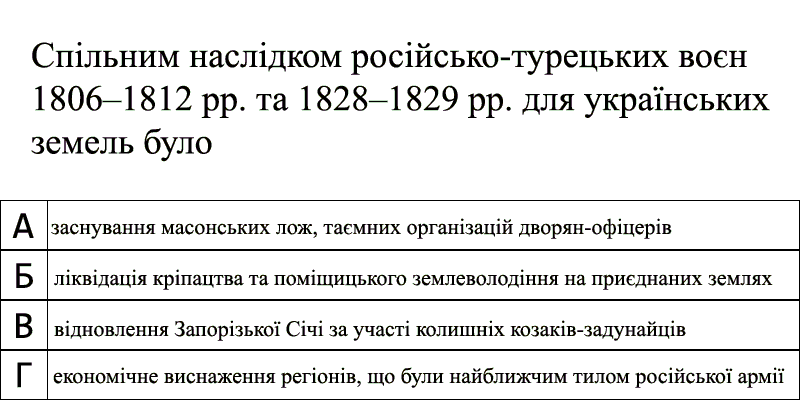 Спільним наслідком російсько-турецьких воєн
1806–1812 рр. та 1828–1829 рр. для українських
земель було
А заснування масонських лож, таємних організацій дворян-офіцерів
Б ліквідація кріпацтва та поміщицького землеволодіння на приєднаних землях
В відновлення Запорізької Січі за участі колишніх козаків-задунайців
Г економічне виснаження регіонів, що були найближчим тилом російської армії